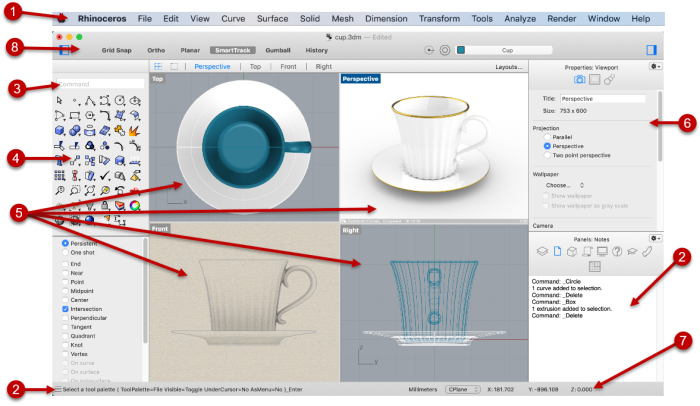 1
Rhinoceros File Edit View Curve Surface Solid Mesh Dimension Transform Tools Analyze Render Window Help
cup.3dm — Edited
8
Grid Snap Ortho Planar SmartTrack Gumball History
Cup
Perspective Top Front Right Layouts...
Properties: Viewport
3
Command
Top
Perspective
Title: Perspective
Size: 753 x 600
6
Projection
Parallel
Perspective
Two point perspective
4
Wallpaper
Choose...
Show wallpaper
Show wallpaper as gray scale
5
x
Camera
Front
Right
Panels: Notes
Persistent
One shot
End
Near
Point
Midpoint
Center
Intersection
Perpendicular
Tangent
Quadrant
Knot
Vertex
On curve
On surface
2
Command: _Circle
1 curve added to selection.
Command: _Delete
Command: _Box
1 extrusion added to selection.
Command: _Delete
z
y
7
2
Select a tool palette ( ToolPalette=File Visible=Toggle UnderCursor=No AsMenu=No )_Enter
Millimeters CPlane X: 181.702 Y: -896.108 Z: 0.000